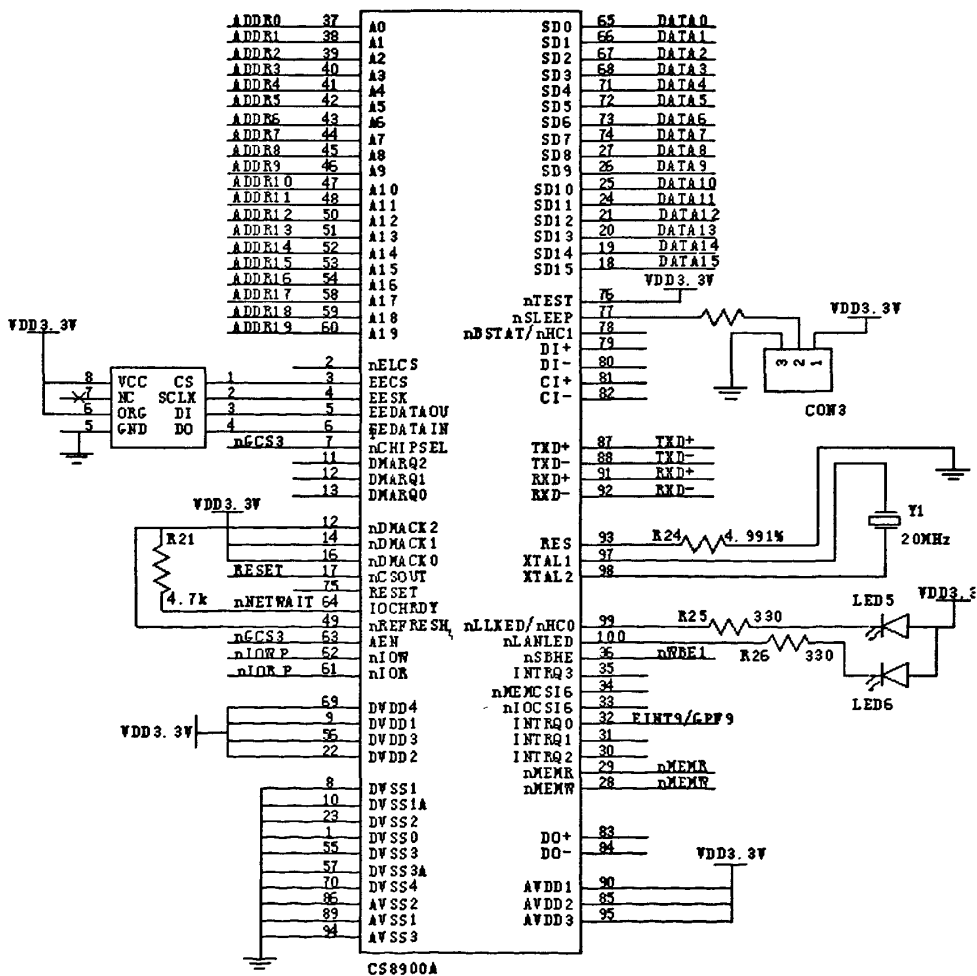 ADDR0 37 A0 SD0 65 DATA0
ADDR1 38 A1 SD1 66 DATA1
ADDR2 39 A2 SD2 67 DATA2
ADDR3 40 A3 SD3 68 DATA3
ADDR4 41 A4 SD4 71 DATA4
ADDR5 42 A5 SD5 72 DATA5
ADDR6 43 A6 SD6 73 DATA6
ADDR7 44 A7 SD7 74 DATA7
ADDR8 45 A8 SD8 27 DATA8
ADDR9 46 A9 SD9 26 DATA9
ADDR10 47 A10 SD10 25 DATA10
ADDR11 48 A11 SD11 24 DATA11
ADDR12 50 A12 SD12 21 DATA12
ADDR13 51 A13 SD13 20 DATA13
ADDR14 52 A14 SD14 19 DATA14
ADDR15 53 A15 SD15 18 DATA15
ADDR16 54 A16 VDD3.3V
ADDR17 58 A17 nTEST 76
ADDR18 59 A18 nSLEEP 77 VDD3.3V
ADDR19 60 A19 nBSTAT/nHC1 78
VDD3.3V
DI+ 79
2 nELCS DI- 80
8 VCC CS 1 3 EECS CI+ 81
7 NC SCLK 2 4 EESK CI- 82
3 2 1
6 ORG DI 3 5 EEDATAOU
CON3
5 GND DO 4 6 EEDATAIN
nGCS3 7 nCHIPSEL TXD+ 87 TXD+
11 DMARQ2 TXD- 88 TXD-
12 DMARQ1 RXD+ 91 RXD+
13 DMARQ0 RXD- 92 RXD-
VDD3.3V
12 nDMACK2 Y1
R21 14 nDMACK1 RES 93 R24 4.991% 20MHz
16 nDMACK0 XTAL1 97
RESET 17 nCSOUT XTAL2 98
75 RESET
4.7k nNETWAIT 64 IOCHRDY VDD3.3
49 nREFRESH nLLXED/nHC0 99 R25 330 LED5
nGCS3 63 AEN nLANLED 100
nIOWP 62 nIOW nSBHE 36 nWBE1 R26 330
nIORP 61 nIOR INTRQ3 35
LED6
nMEMCSI6 34
69 DVDD4 nIOCSI6 33
9 DVDD1 INTRQ0 32 EINT9/GPF9
VDD3.3V
56 DVDD3 INTRQ1 31
22 DVDD2 INTRQ2 30
nMEMR 29 nMEMR
8 DVSS1 nMEMW 28 nMEMW
10 DVSS1A
23 DVSS2
1 DVSS0 DO+ 83
55 DVSS3 DO- 84
VDD3.3V
57 DVSS3A
70 DVSS4 AVDD1 90
86 AVSS2 AVDD2 85
89 AVSS1 AVDD3 95
94 AVSS3
CS8900A